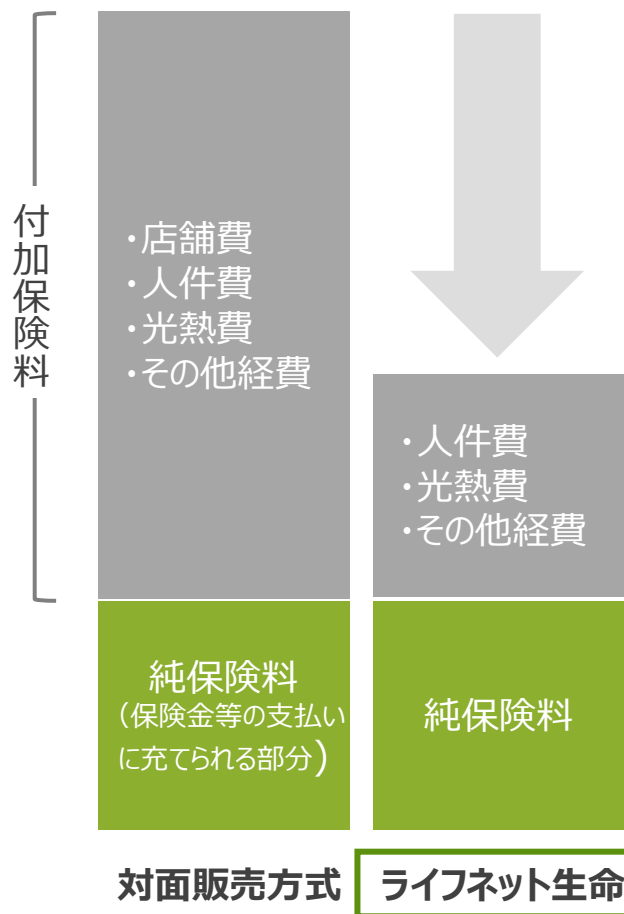 付加保険料
・店舗費
・人件費
・光熱費
・その他経費
純保険料
(保険金等の支払い
に充てられる部分)
・人件費
・光熱費
・その他経費
純保険料
対面販売方式
ライフネット生命